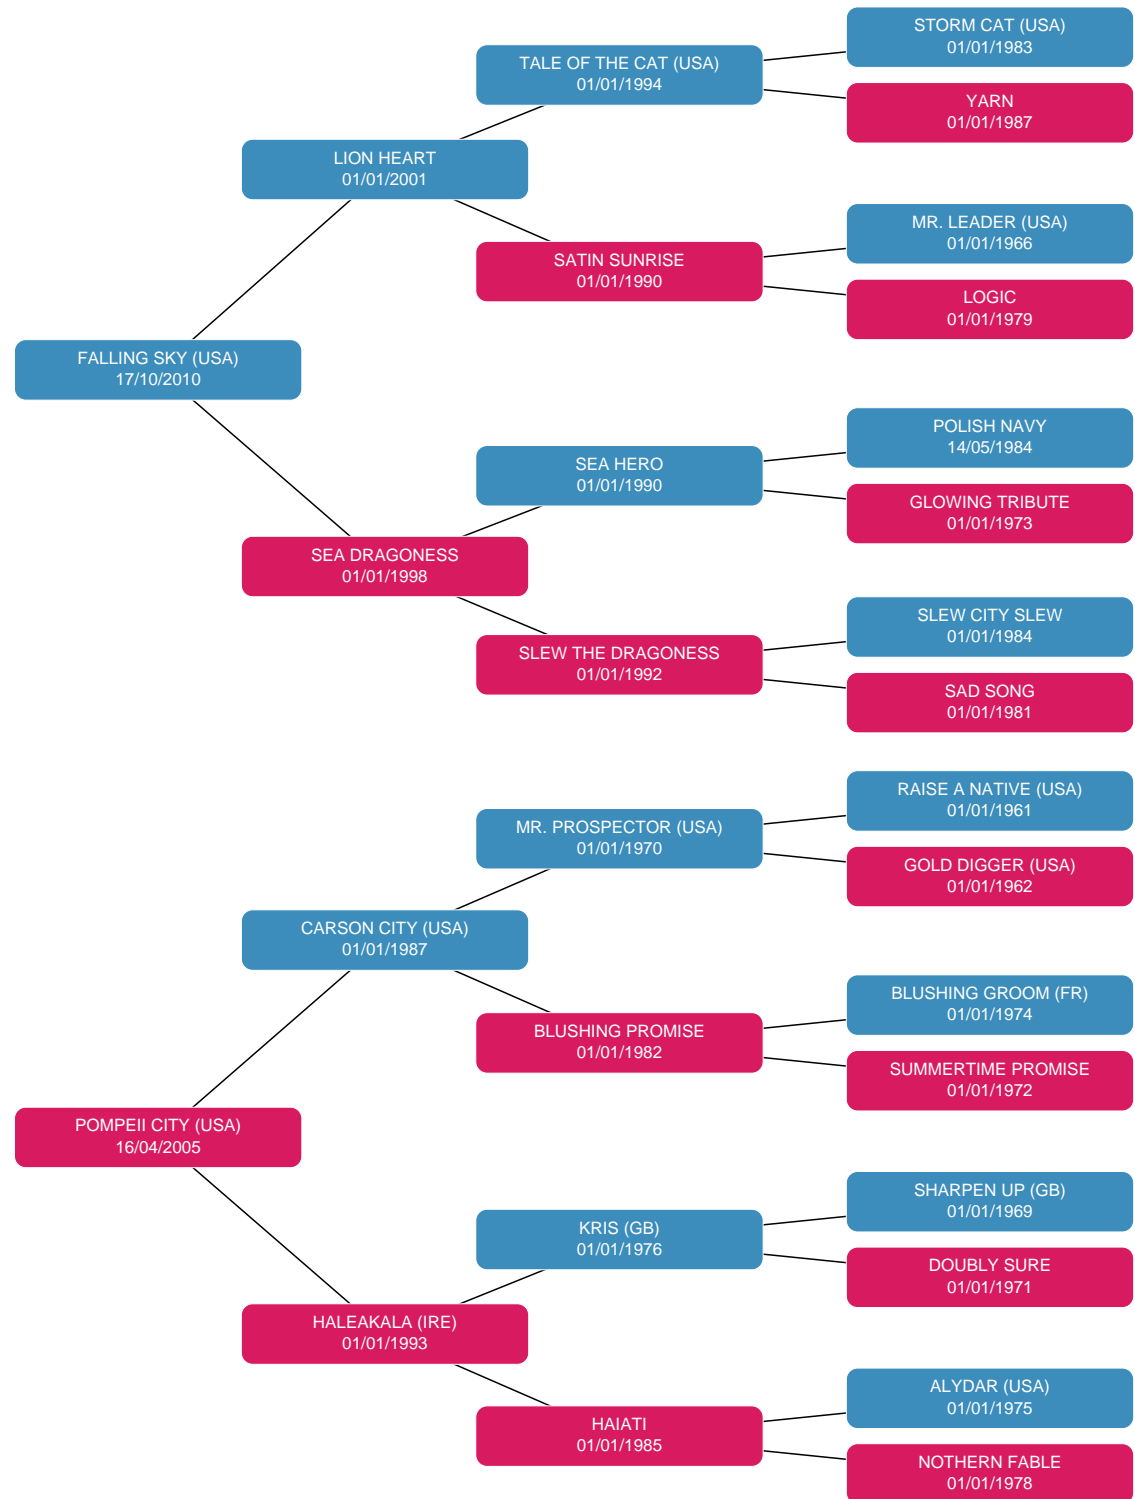 STORM CAT (USA)
01/01/1983
TALE OF THE CAT (USA)
01/01/1994
YARN
01/01/1987
LION HEART
01/01/2001
MR. LEADER (USA)
01/01/1966
SATIN SUNRISE
01/01/1990
LOGIC
01/01/1979
FALLING SKY (USA)
17/10/2010
POLISH NAVY
14/05/1984
SEA HERO
01/01/1990
GLOWING TRIBUTE
01/01/1973
SEA DRAGONESS
01/01/1998
SLEW CITY SLEW
01/01/1984
SLEW THE DRAGONESS
01/01/1992
SAD SONG
01/01/1981
RAISE A NATIVE (USA)
01/01/1961
MR. PROSPECTOR (USA)
01/01/1970
GOLD DIGGER (USA)
01/01/1962
CARSON CITY (USA)
01/01/1987
BLUSHING GROOM (FR)
01/01/1974
BLUSHING PROMISE
01/01/1982
SUMMERTIME PROMISE
01/01/1972
POMPEII CITY (USA)
16/04/2005
SHARPEN UP (GB)
01/01/1969
KRIS (GB)
01/01/1976
DOUBLY SURE
01/01/1971
HALEAKALA (IRE)
01/01/1993
ALYDAR (USA)
01/01/1975
HAIATI
01/01/1985
NOTHERN FABLE
01/01/1978